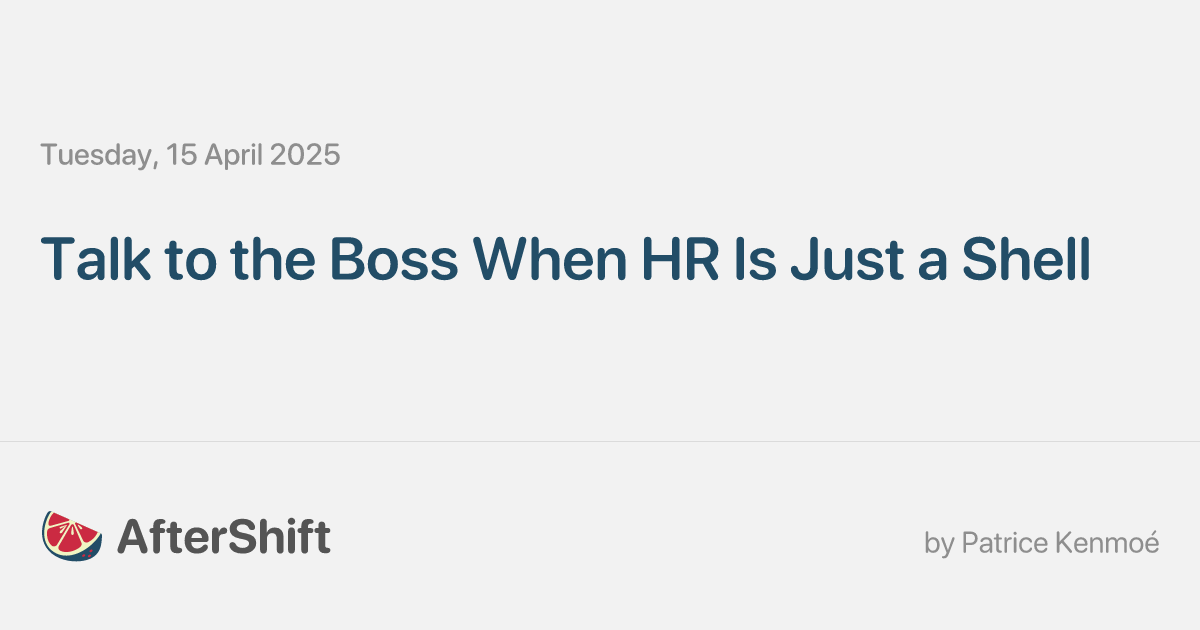 Tuesday, 15 April 2025
Talk to the Boss When HR Is Just a Shell
AfterShift
by Patrice Kenmoé